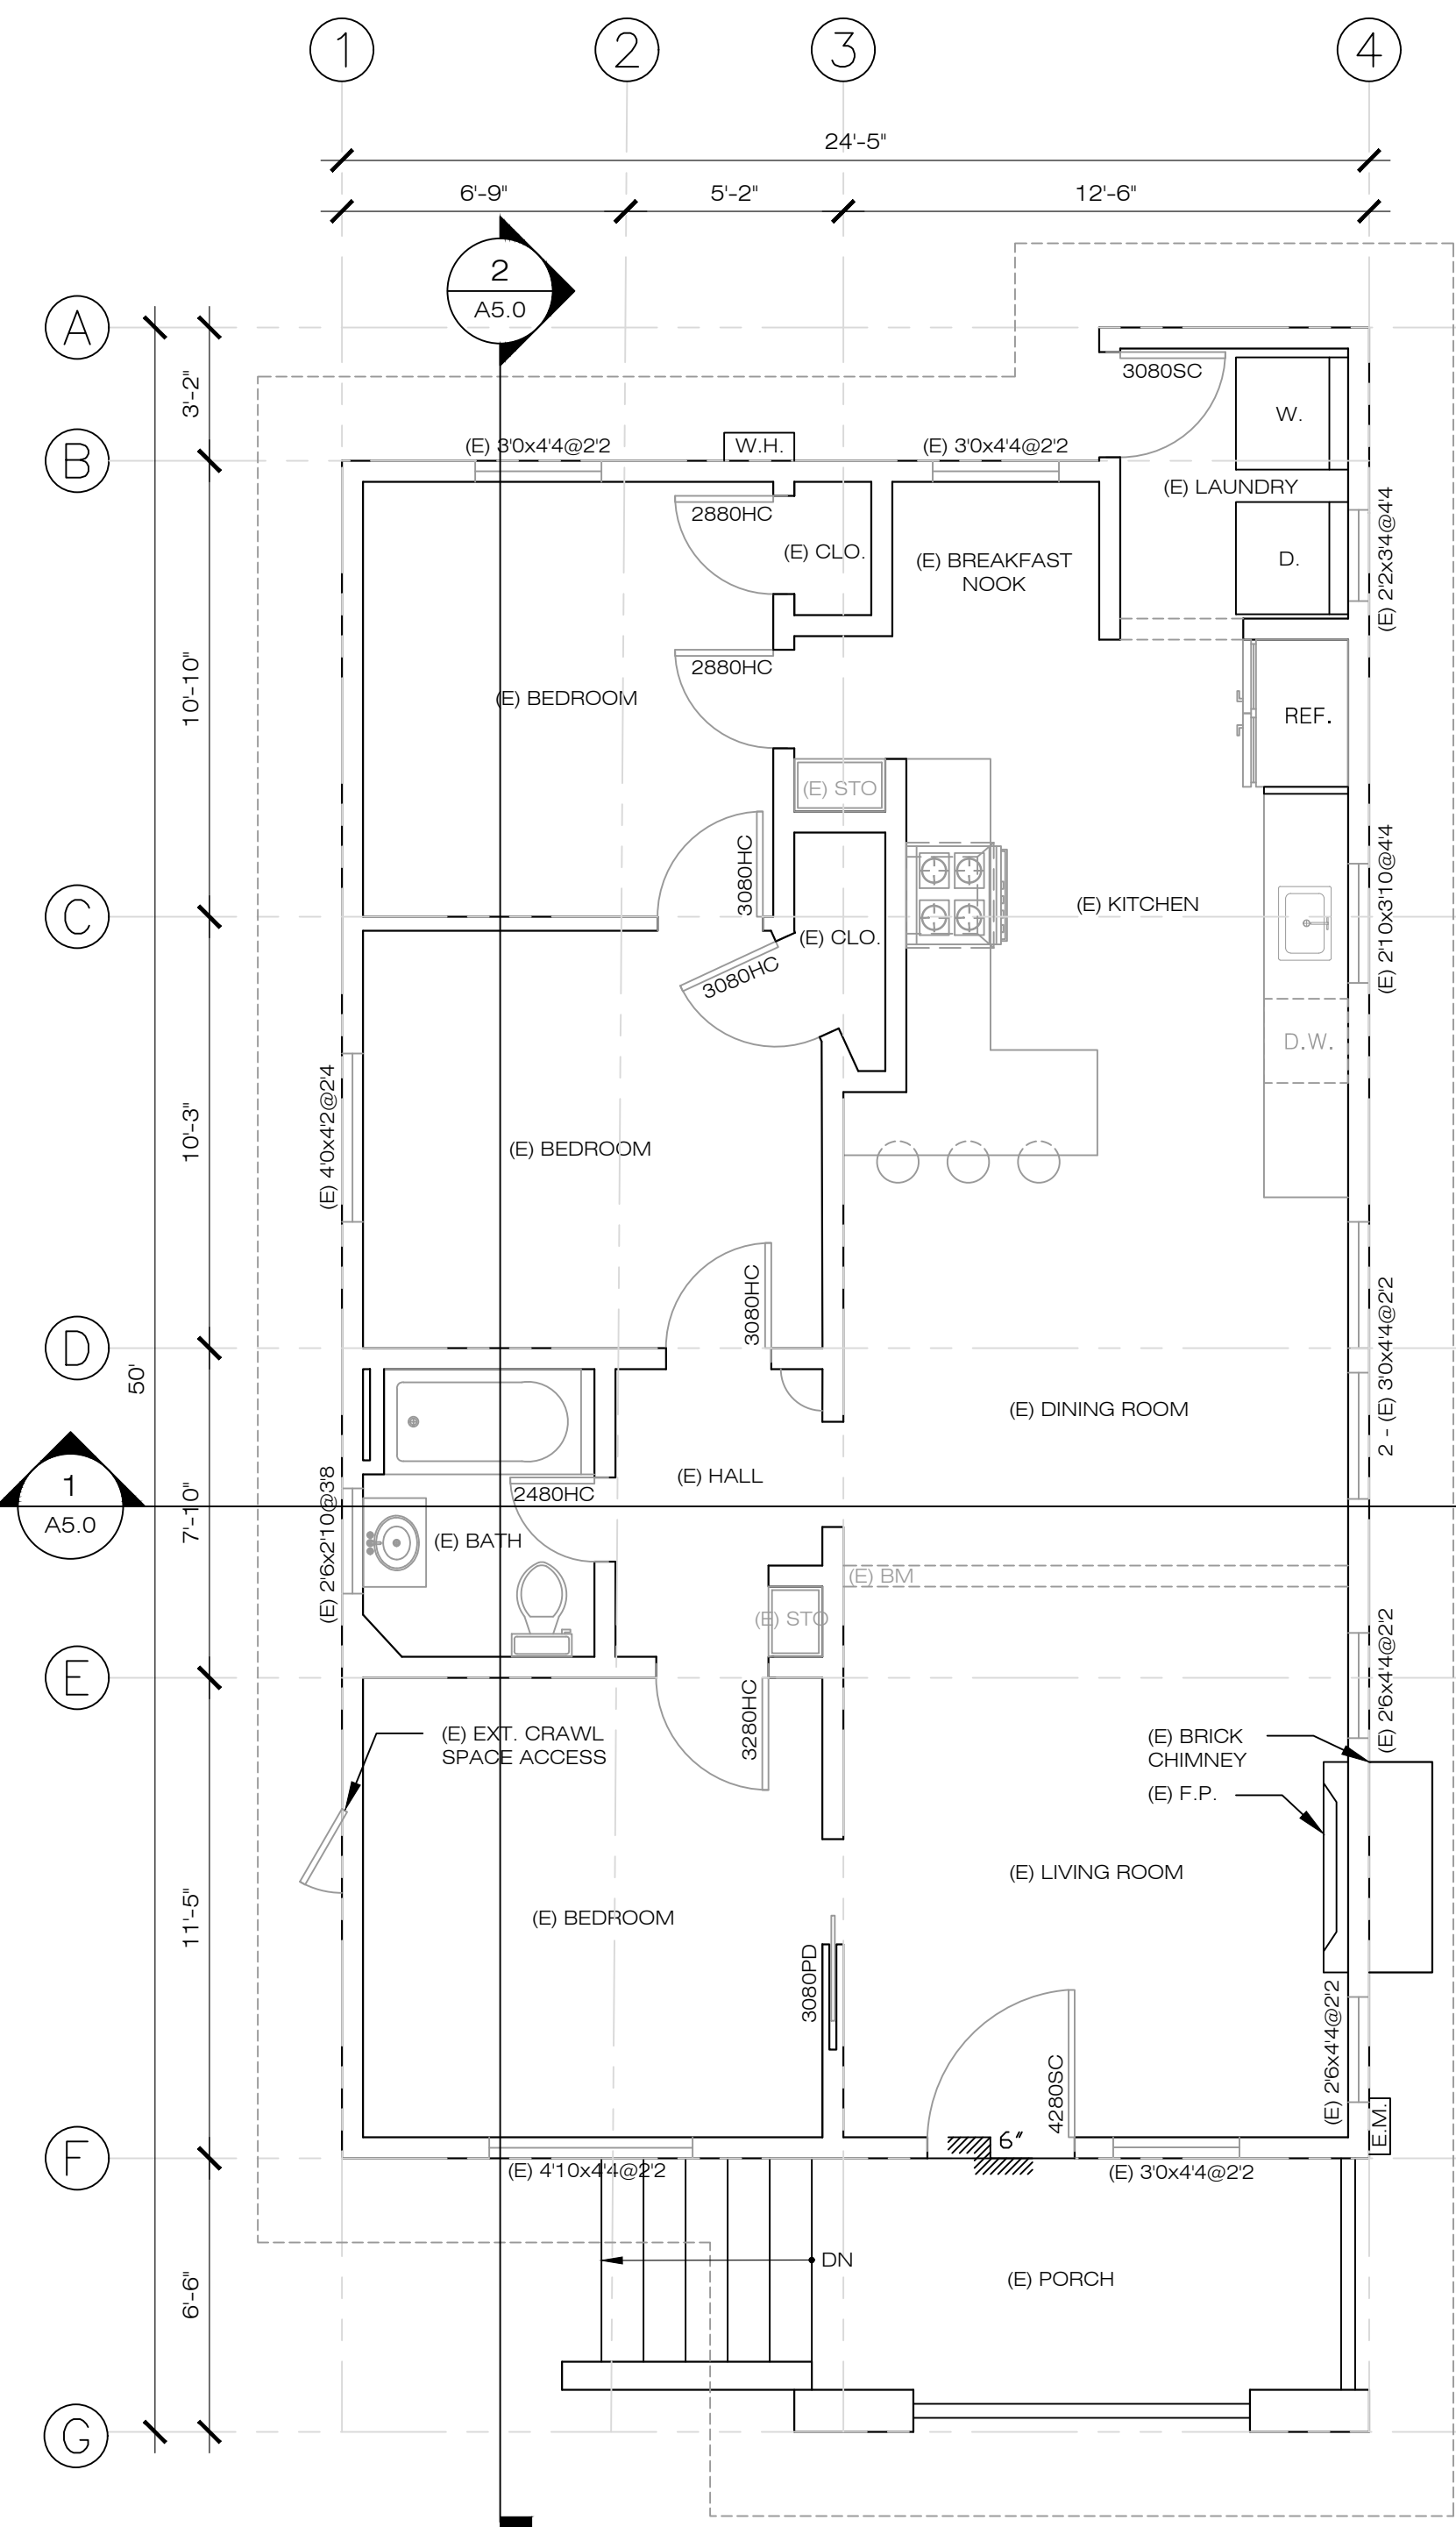 1
2
3
4
24'-5"
6'-9"
5'-2"
12'-6"
2
A5.0
A
3'-2"
3080SC
W.
B
(E) 3'0x4'4@2'2
W.H.
(E) 3'0x4'4@2'2
(E) LAUNDRY
2880HC
(E) CLO.
(E) BREAKFAST
NOOK
D.
(E) 2'2x3'4@4'4
10'-10"
2880HC
(E) BEDROOM
REF.
(E) STO
3080HC
C
(E) KITCHEN
(E) 2'10x3'10@4'4
(E) CLO.
3080HC
D.W.
10'-3"
(E) 4'0x4'2@2'4
(E) BEDROOM
3080HC
2 - (E) 3'0x4'4@2'2
D
50'
(E) DINING ROOM
(E) HALL
1
A5.0
7'-10"
2480HC
(E) 2'6x2'10@3'8
(E) BATH
(E) BM
(E) STO
E
(E) 2'6x4'4@2'2
3280HC
(E) EXT. CRAWL
SPACE ACCESS
(E) BRICK
CHIMNEY
(E) F.P.
(E) LIVING ROOM
11'-5"
(E) BEDROOM
3080PD
4280SC
(E) 2'6x4'4@2'2
E.M.
F
6"
(E) 4'10x4'4@2'2
(E) 3'0x4'4@2'2
DN
(E) PORCH
6'-6"
G